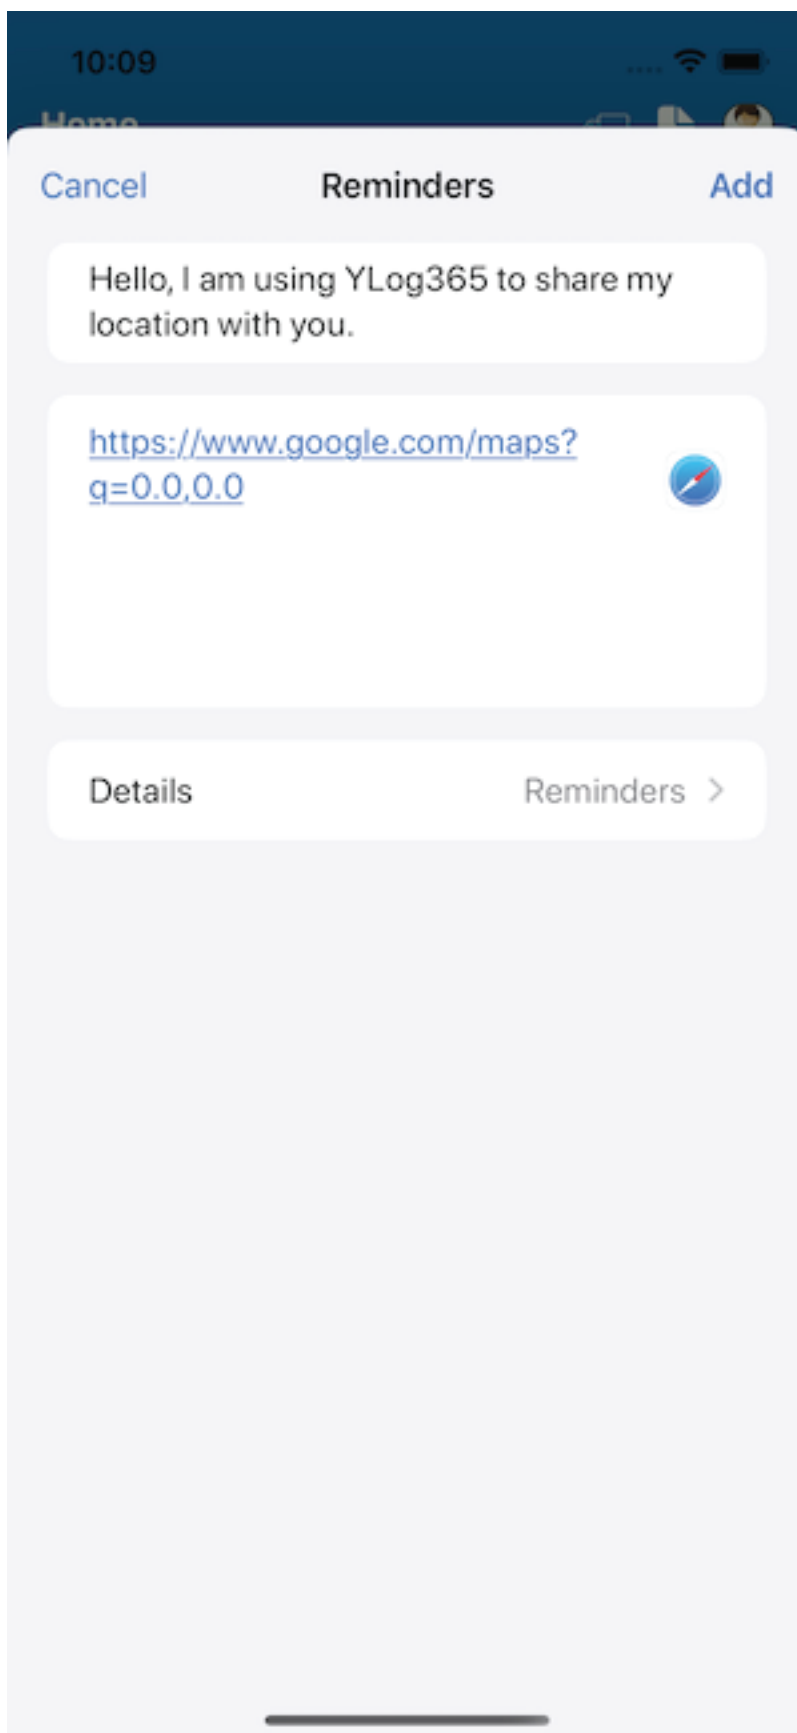 10:09
Home
Cancel
Reminders
Add
Hello, I am using YLog365 to share my
location with you.
https://www.google.com/maps?
q=0.0,0.0
Details
Reminders